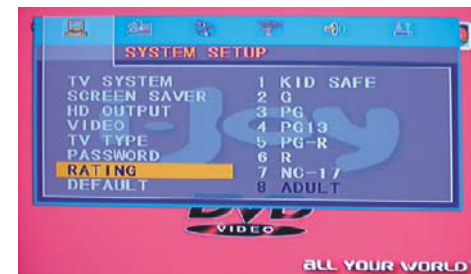 SYSTEM SETUP
TV SYSTEM
SCREEN SAVER
HD OUTPUT
VIDEO
TV TYPE
PASSWORD
RATING
DEFAULT
1 KID SAFE
2 G
3 PG
4 PG13
5 PG-R
6 R
7 NC-17
8 ADULT
DVD
VIDEO
ALL YOUR WORLD